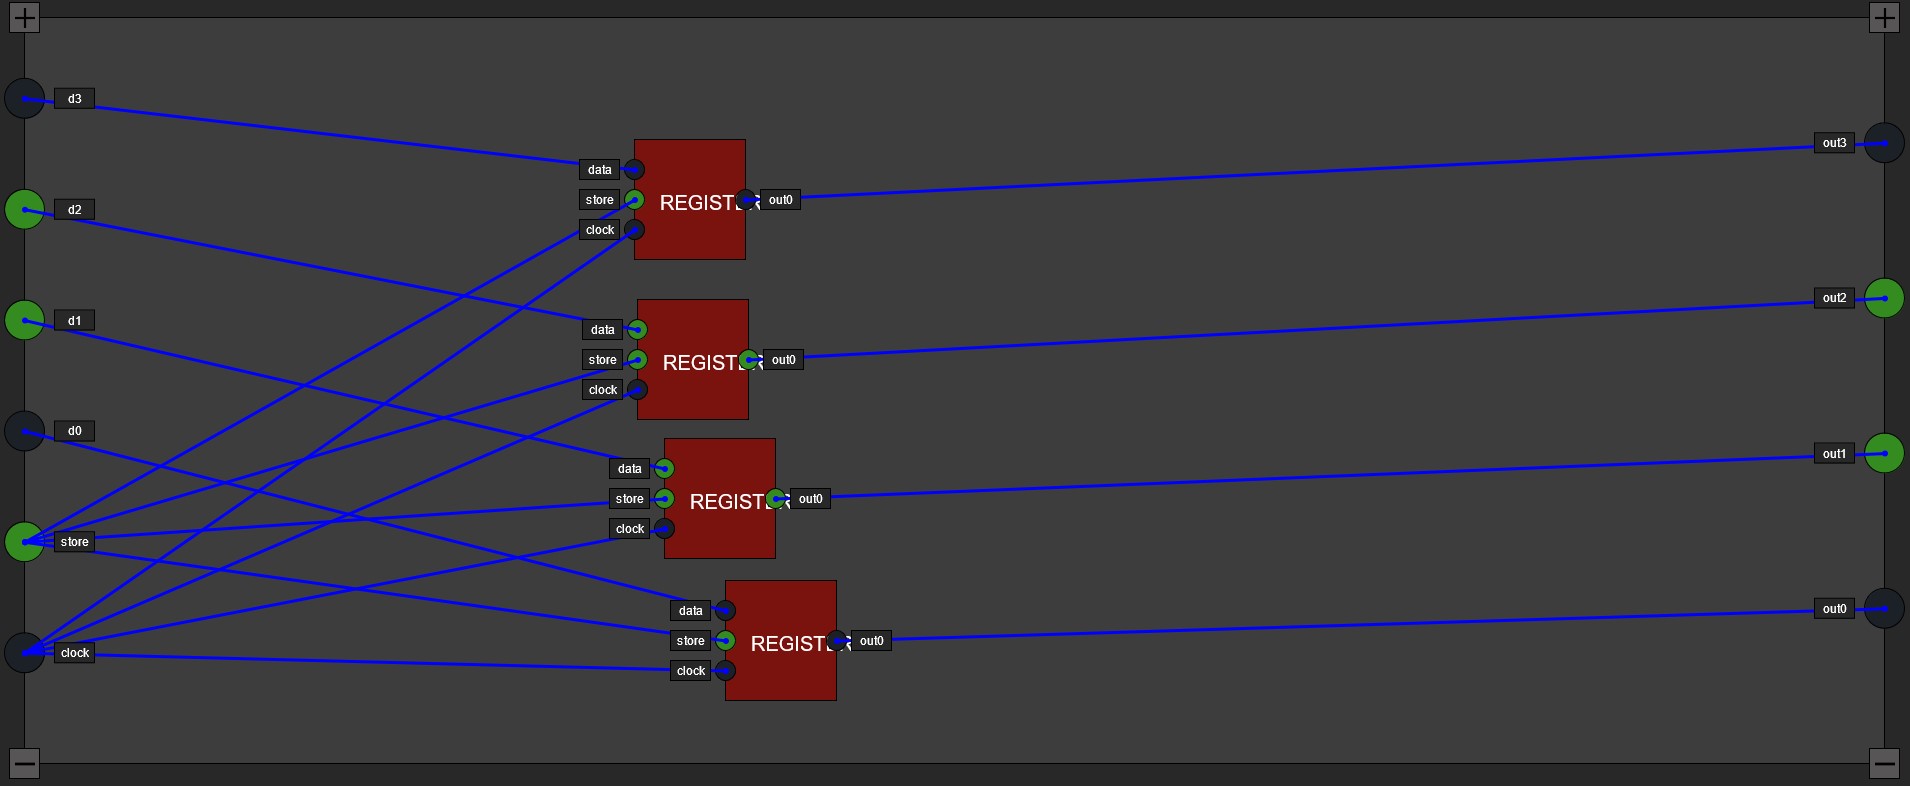 d3
d2
d1
d0
store
clock
data
store
clock
REGISTER
out0
data
store
clock
REGISTER
out0
data
store
clock
REGISTER
out0
data
store
clock
REGISTER
out0
out3
out2
out1
out0